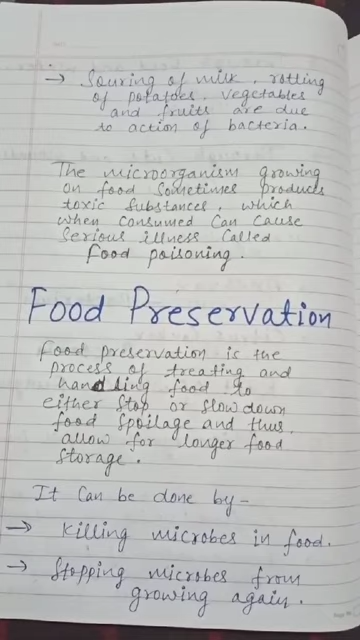 → Souring of milk, rotting
of potatoes, vegetables
and fruits are due
to action of bacteria.
The microorganism growing
on food sometimes produces
toxic substances, which
when consumed can cause
serious illness called
food poisoning.
Food Preservation
Food preservation is the
process of treating and
handling food to
either stop or slow down
food spoilage and thus
allow for longer food
storage.
It can be done by-
→ Killing microbes in food.
→ Stopping microbes from
growing again.